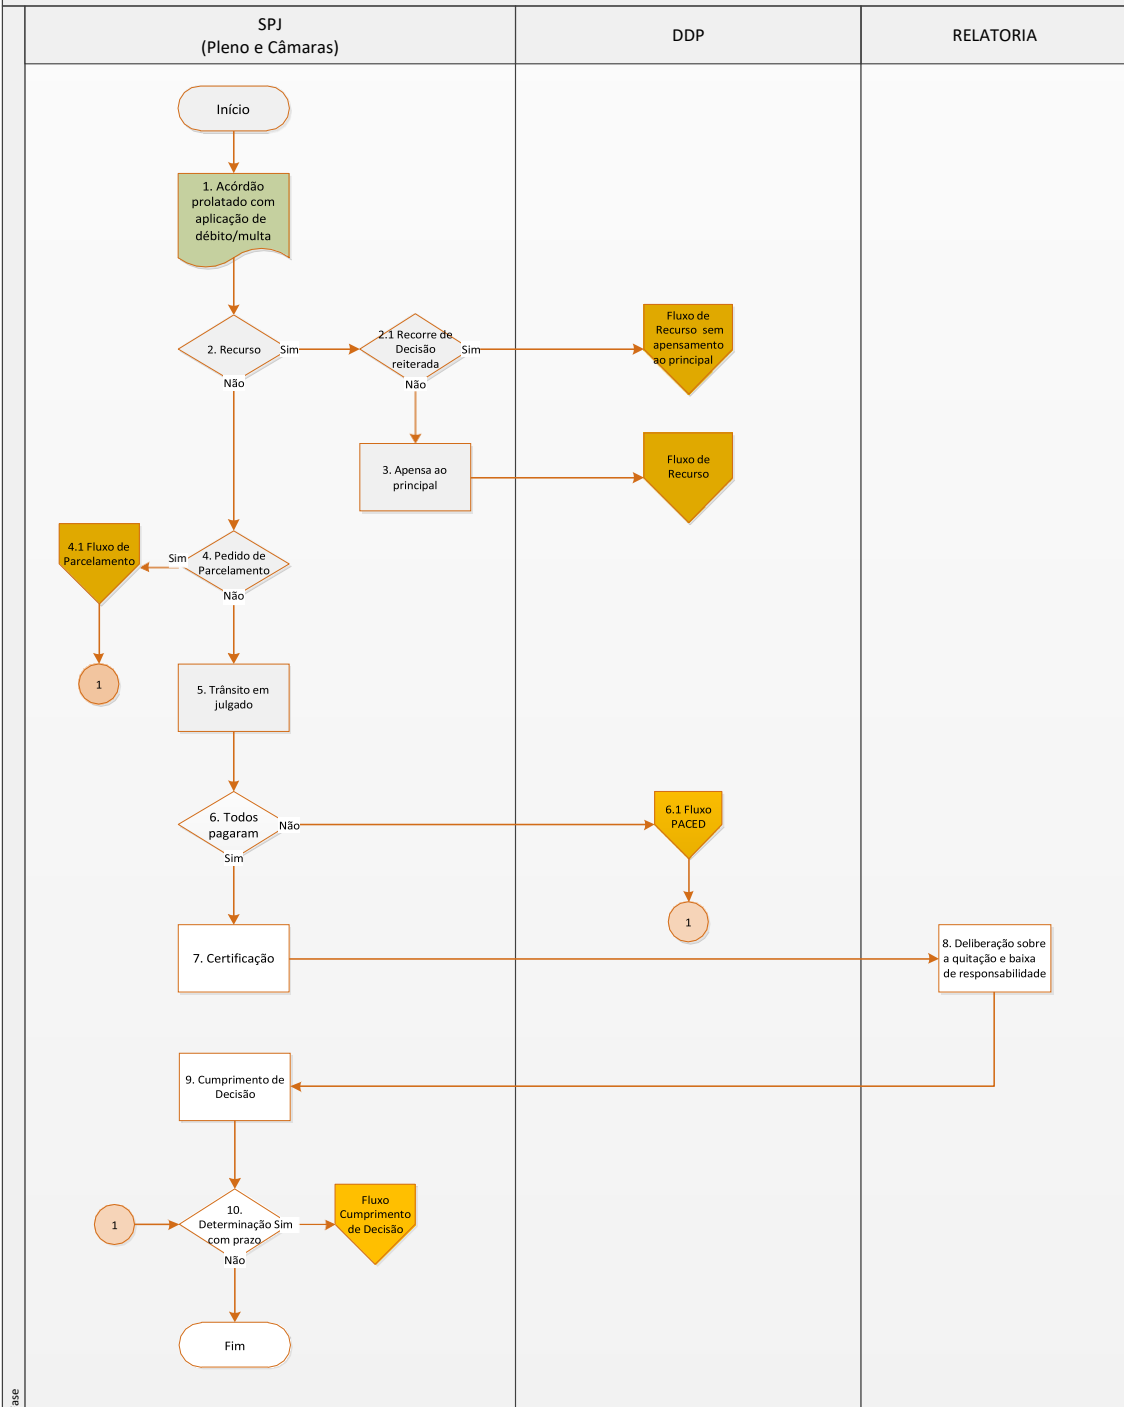 SPJ
(Pleno e Câmaras)
DDP
RELATORIA
Início
1. Acórdão
prolatado com
aplicação de
débito/multa
2. Recurso
Sim
Não
2.1 Recorre de
Decisão
reiterada
Sim
Não
Fluxo de
Recurso sem
apensamento
ao principal
3. Apensa ao
principal
Fluxo de
Recurso
4.1 Fluxo de
Parcelamento
Sim
4. Pedido de
Parcelamento
Não
1
5. Trânsito em
julgado
6. Todos
pagaram
Não
Sim
6.1 Fluxo
PACED
1
7. Certificação
8. Deliberação sobre
a quitação e baixa
de responsabilidade
9. Cumprimento de
Decisão
1
10.
Determinação
com prazo
Sim
Não
Fluxo
Cumprimento
de Decisão
Fim
ase